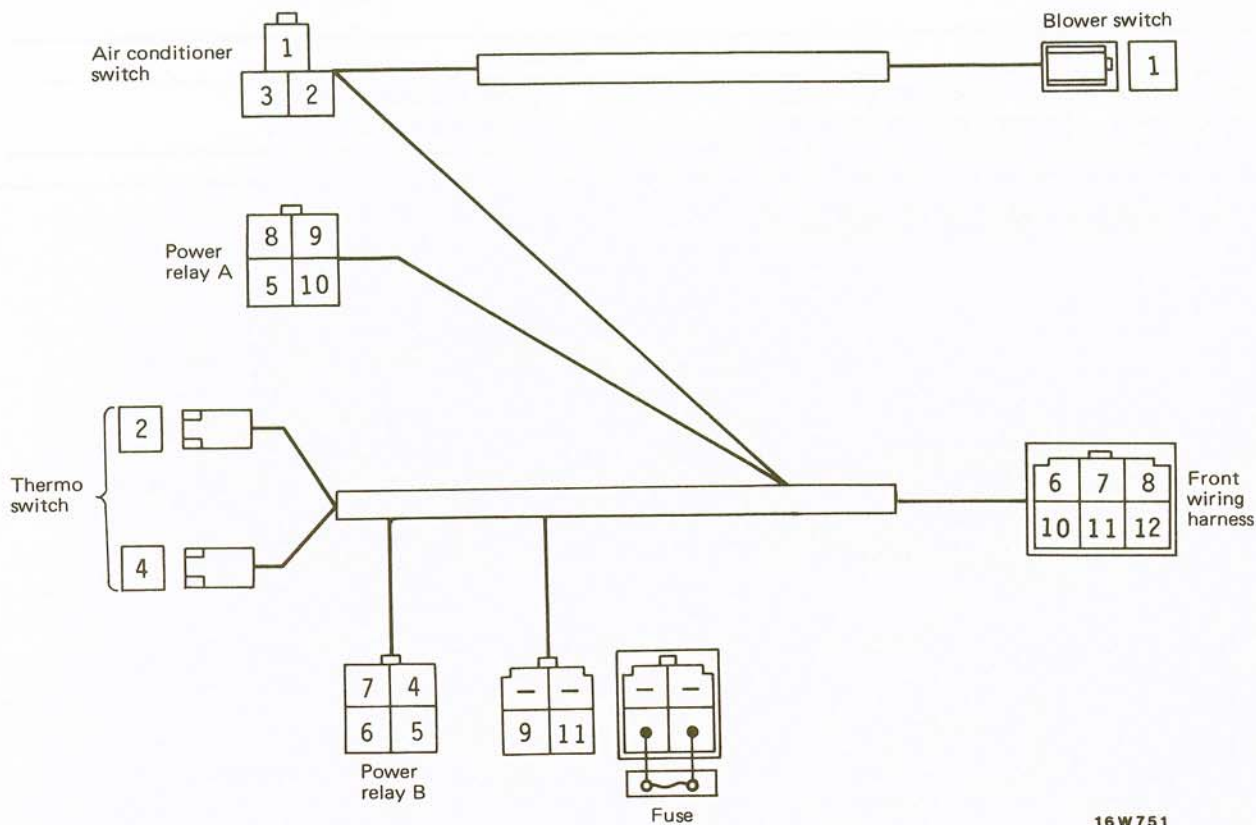 Air conditioner
switch
1
3 2
Blower switch
1
Power
relay A
8 9
5 10
Thermo
switch
2
4
6 7 8
10 11 12
Front
wiring
harness
7 4
6 5
Power
relay B
– –
9 11
– –
Fuse
16W751